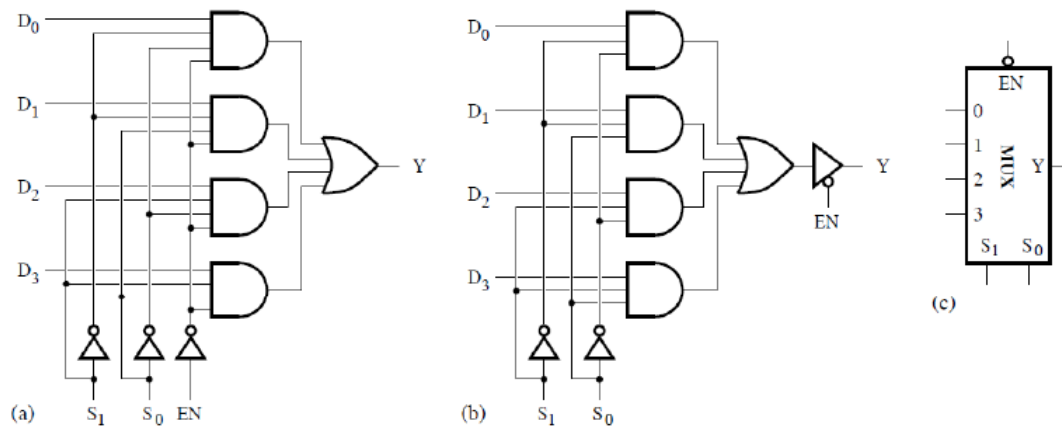 D0
D1
D2
D3
Y
(a)
S1
S0
EN
D0
D1
D2
D3
Y
EN
(b)
S1
S0
EN
0
1
2
3
MUX
Y
S1
S0
(c)